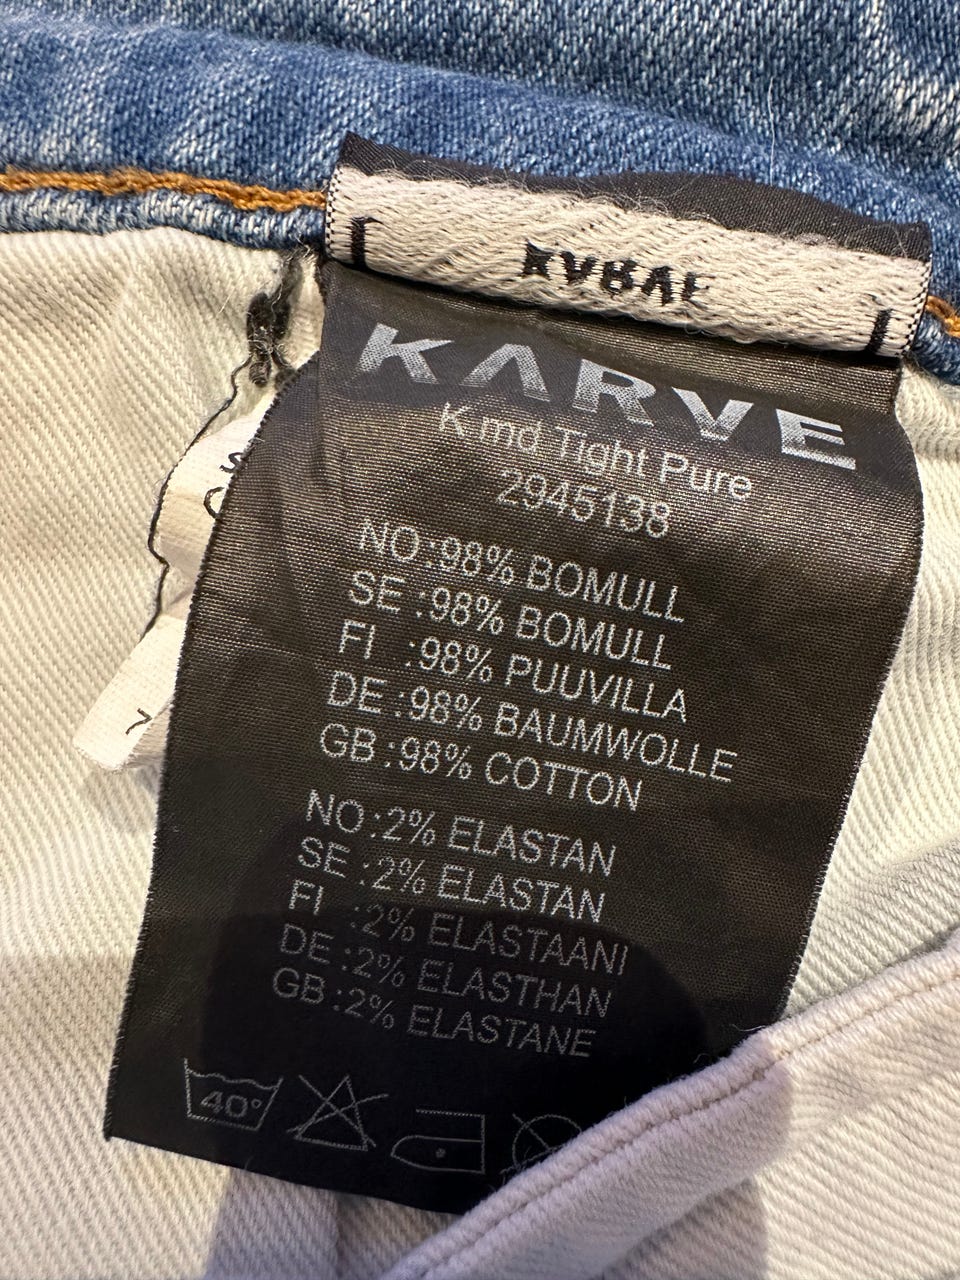 KARVE
K md Tight Pure
2945138
NO:98% BOMULL
SE:98% BOMULL
FI :98% PUUVILLA
DE:98% BAUMWOLLE
GB:98% COTTON
NO:2% ELASTAN
SE:2% ELASTAN
FI :2% ELASTAANI
DE:2% ELASTHAN
GB:2% ELASTANE
40°